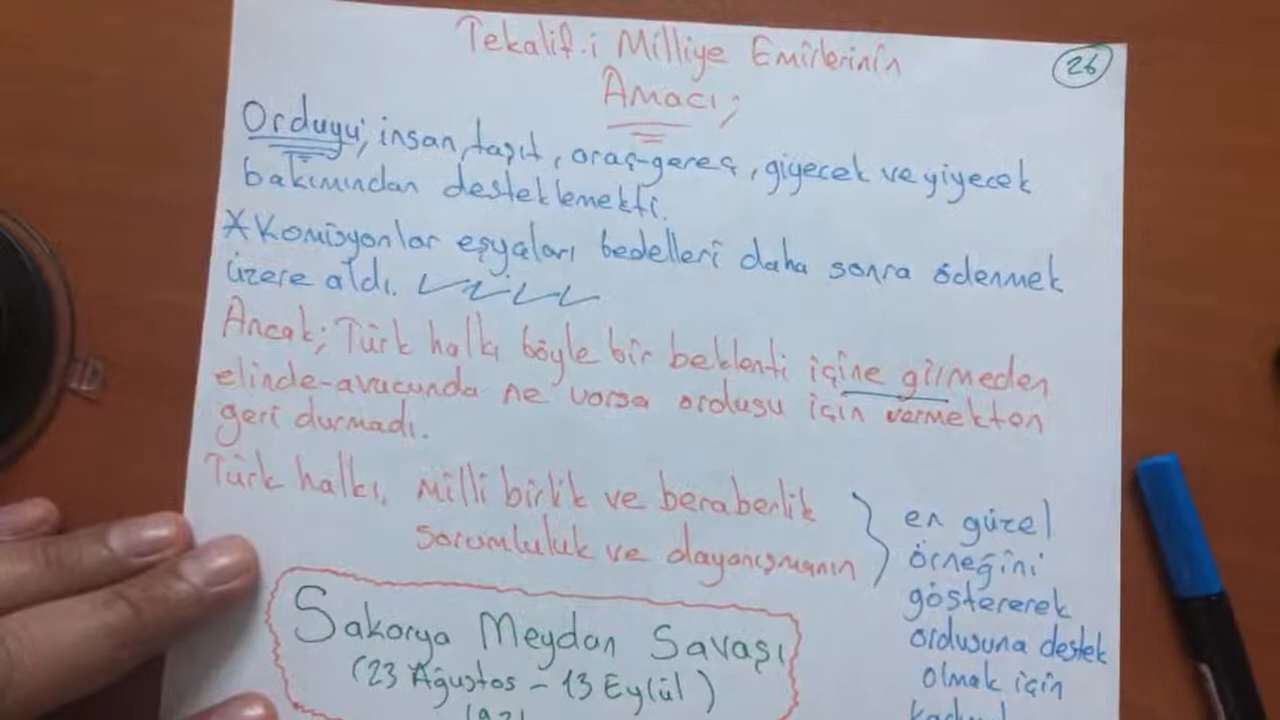 Tekalif-i Milliye Emirlerinin
Amacı;
26
Orduyu; insan, taşıt, araç-gereç, giyecek ve yiyecek
bakımından desteklemekti.
*Komisyonlar eşyaları bedelleri daha sonra ödenmek
üzere aldı.
Ancak; Türk halkı böyle bir beklenti içine girmeden
elinde-avucunda ne varsa ordusu için vermekten
geri durmadı.
Türk halkı, milli birlik ve beraberlik
sorumluluk ve dayanışmanın
en güzel
örneğini
göstererek
ordusuna destek
olmak için
Sakarya Meydan Savaşı
(23 Ağustos - 13 Eylül)